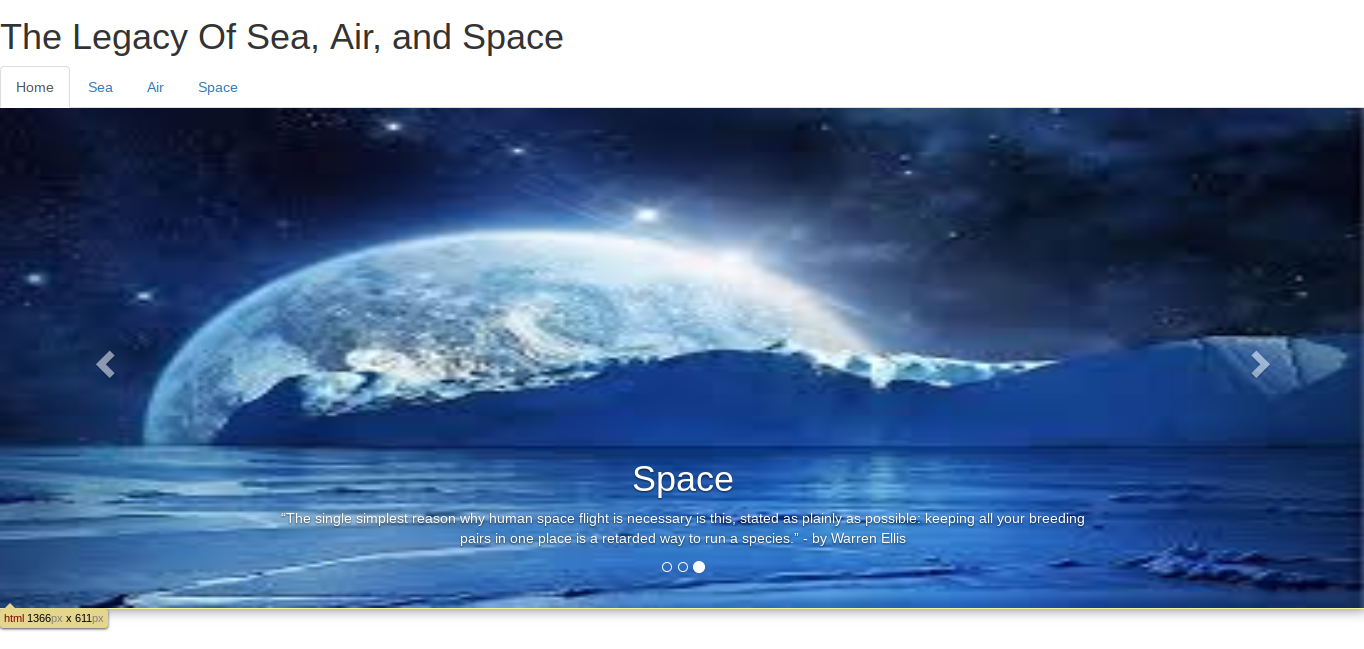 The Legacy Of Sea, Air, and Space
Home Sea Air Space
Space
“The single simplest reason why human space flight is necessary is this, stated as plainly as possible: keeping all your breeding
pairs in one place is a retarded way to run a species.” - by Warren Ellis
html 1366px x 611px